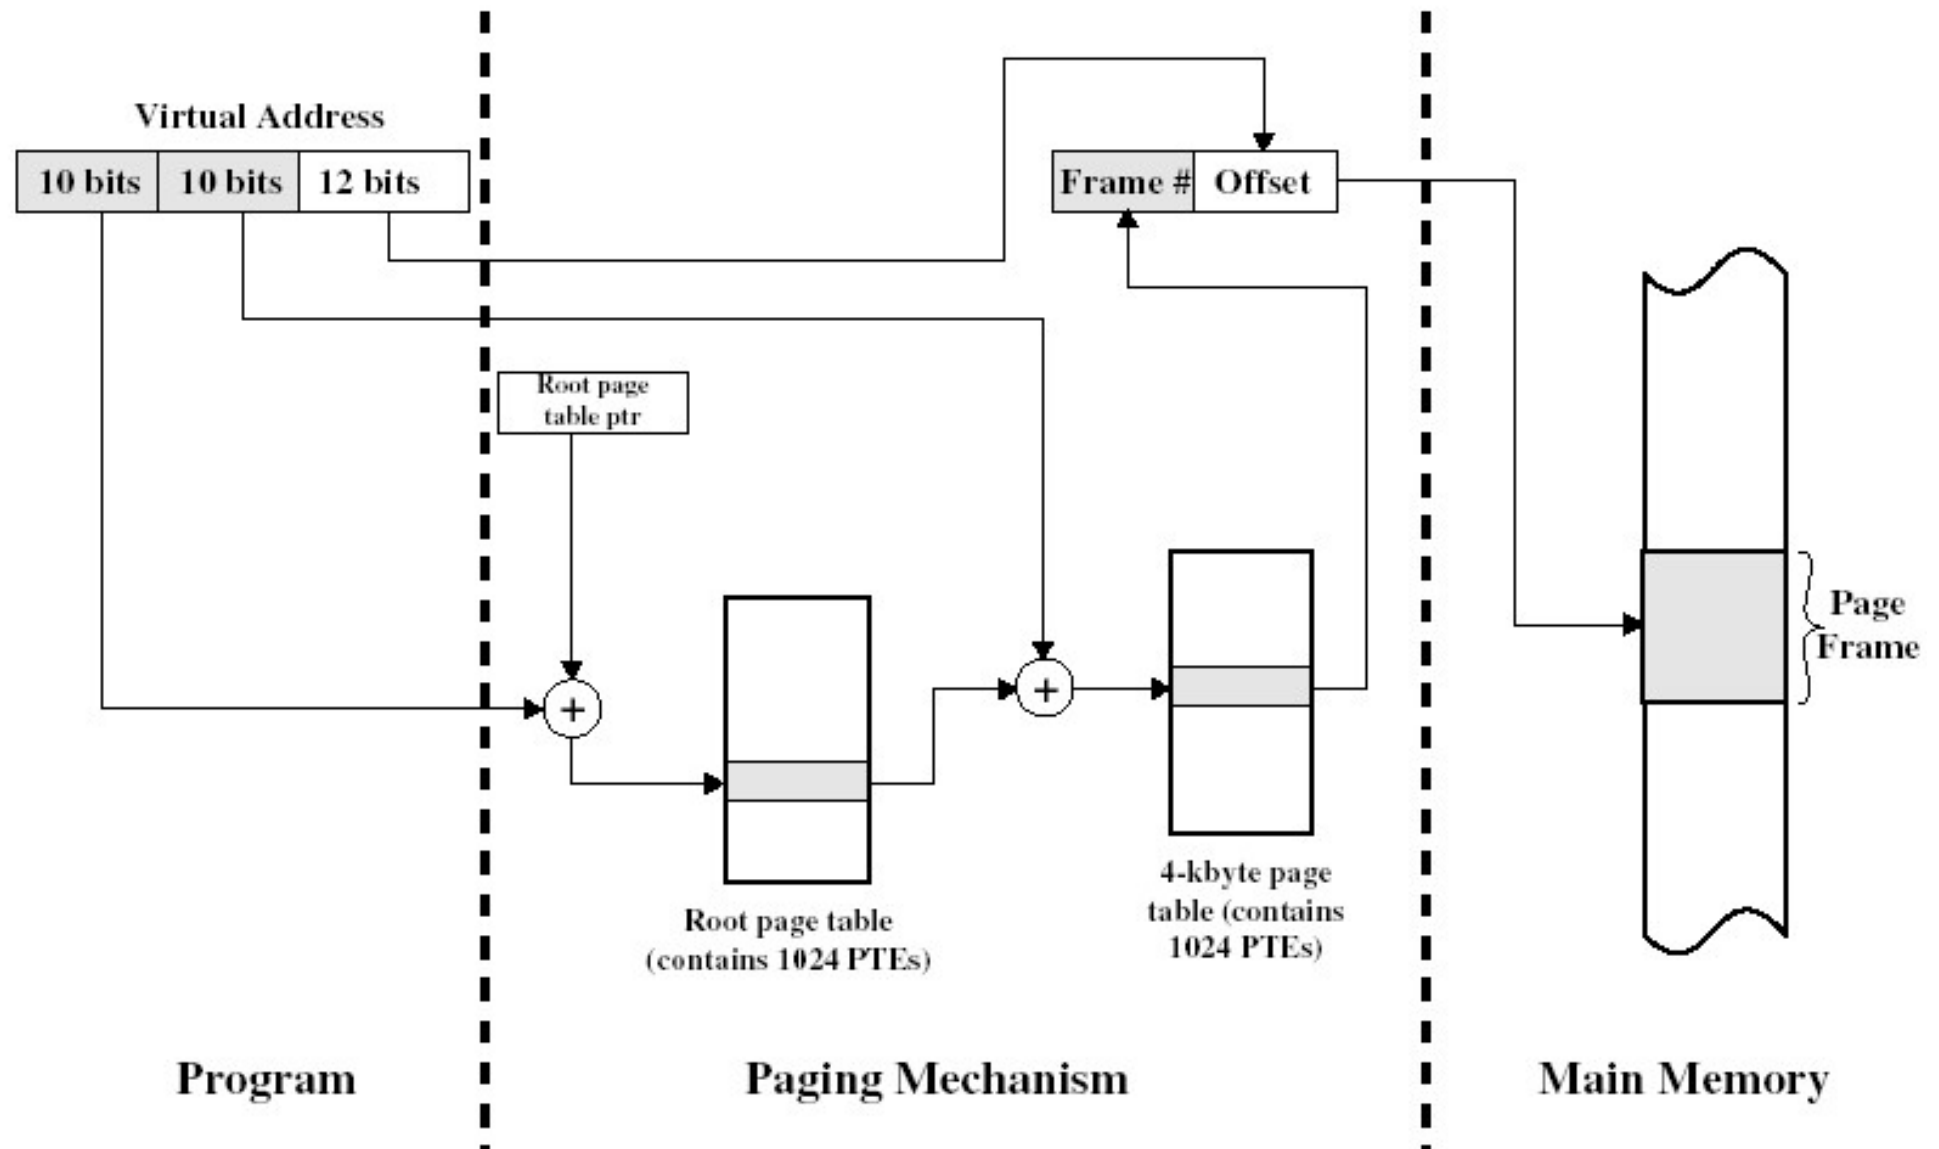 Virtual Address
10 bits 10 bits 12 bits
Frame # Offset
Root page
table ptr
+
+
Page
Frame
4-kbyte page
table (contains
1024 PTEs)
Root page table
(contains 1024 PTEs)
Program
Paging Mechanism
Main Memory